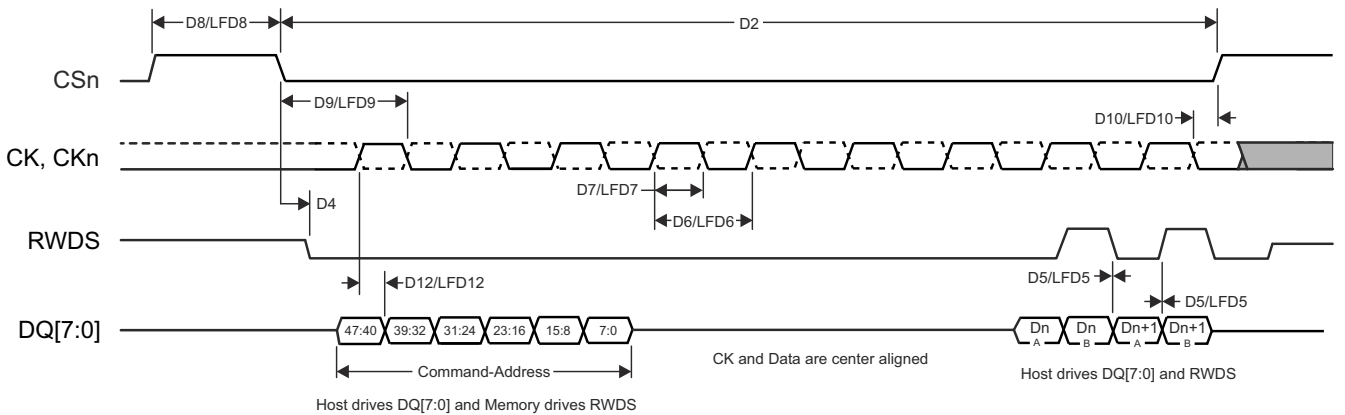 D8/LFD8
D2
CSn
D9/LFD9
D10/LFD10
CK, CKn
D7/LFD7
D4
D6/LFD6
RWDS
D12/LFD12
D5/LFD5
D5/LFD5
DQ[7:0]
47:40 39:32 31:24 23:16 15:8 7:0
Dn Dn Dn+1 Dn+1
A B A B
CK and Data are center aligned
Command-Address
Host drives DQ[7:0] and RWDS
Host drives DQ[7:0] and Memory drives RWDS